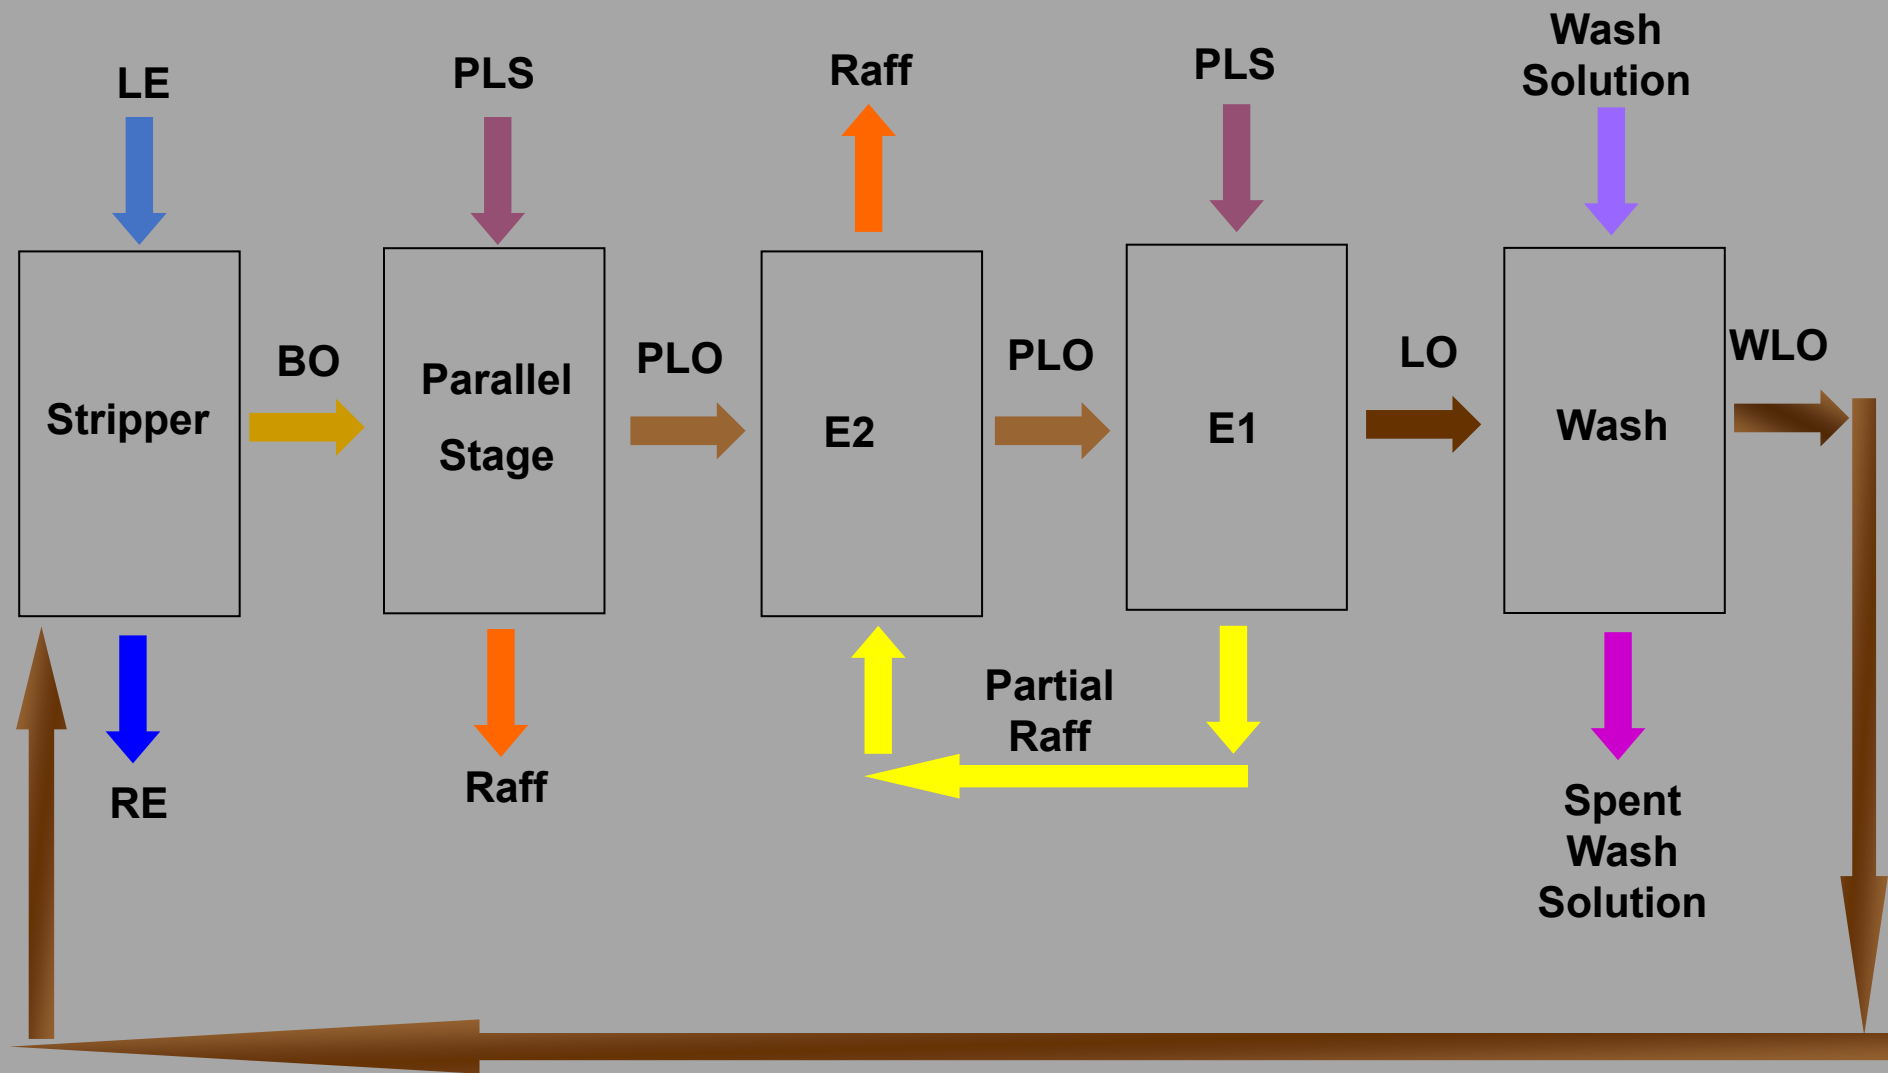 LE
PLS
Raff
PLS
Wash
Solution
Stripper
BO
Parallel
Stage
PLO
E2
PLO
E1
LO
Wash
WLO
RE
Raff
Partial
Raff
Spent
Wash
Solution